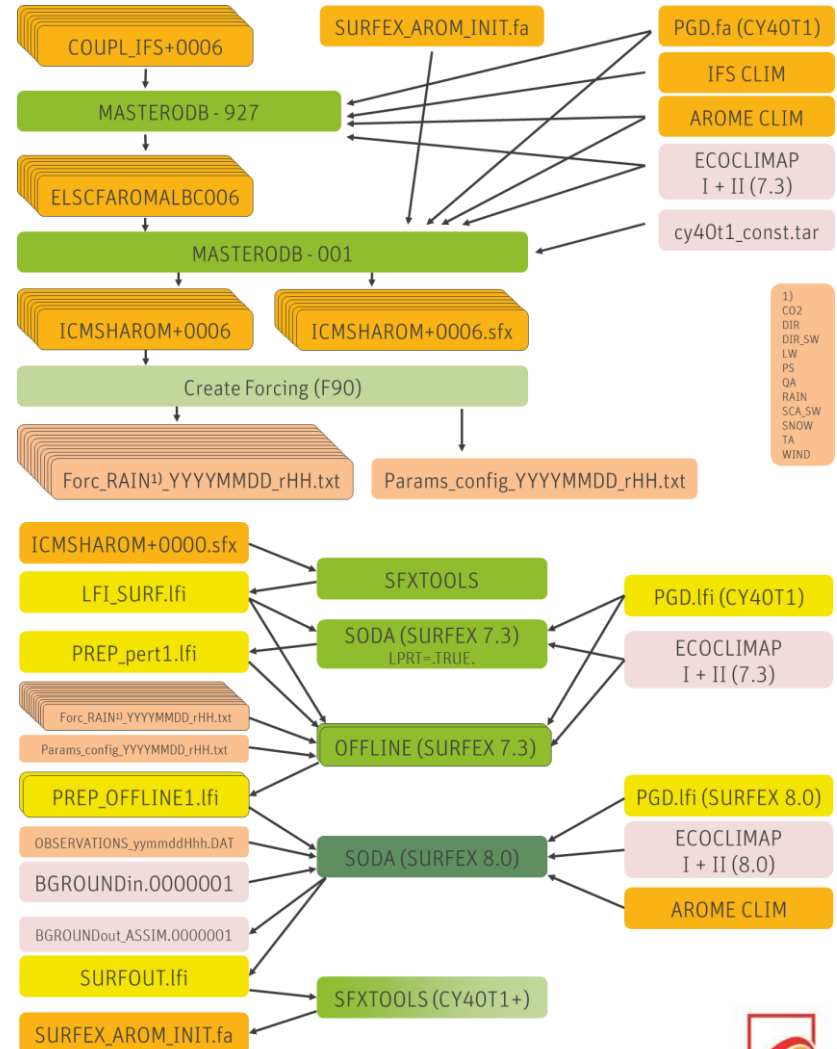 COUPL_IFS+0006
SURFEX_AROM_INIT.fa
PGD.fa (CY40T1)
IFS CLIM
MASTERODB - 927
AROME CLIM
ECOCLIMAP
I + II (7.3)
ELSCFAROMALBC006
cy40t1_const.tar
MASTERODB - 001
ICMSHAROM+0006
ICMSHAROM+0006.sfx
1)
CO2
DIR
DIR_SW
LW
PS
QA
RAIN
SCA_SW
SNOW
TA
WIND
Create Forcing (F90)
Forc_RAIN¹⁾_YYYYMMDD_rHH.txt
Params_config_YYYYMMDD_rHH.txt
ICMSHAROM+0000.sfx
SFXTOOLS
LFI_SURF.lfi
PGD.lfi (CY40T1)
SODA (SURFEX 7.3)
LPRT=.TRUE.
PREP_pert1.lfi
ECOCLIMAP
I + II (7.3)
Forc_RAIN¹⁾_YYYYMMDD_rHH.txt
Params_config_YYYYMMDD_rHH.txt
OFFLINE (SURFEX 7.3)
PREP_OFFLINE1.lfi
PGD.lfi (SURFEX 8.0)
OBSERVATIONS_yymmddHhh.DAT
SODA (SURFEX 8.0)
ECOCLIMAP
I + II (8.0)
BGROUNDin.0000001
AROME CLIM
BGROUNDout_ASSIM.0000001
SURFOUT.lfi
SFXTOOLS (CY40T1+)
SURFEX_AROM_INIT.fa